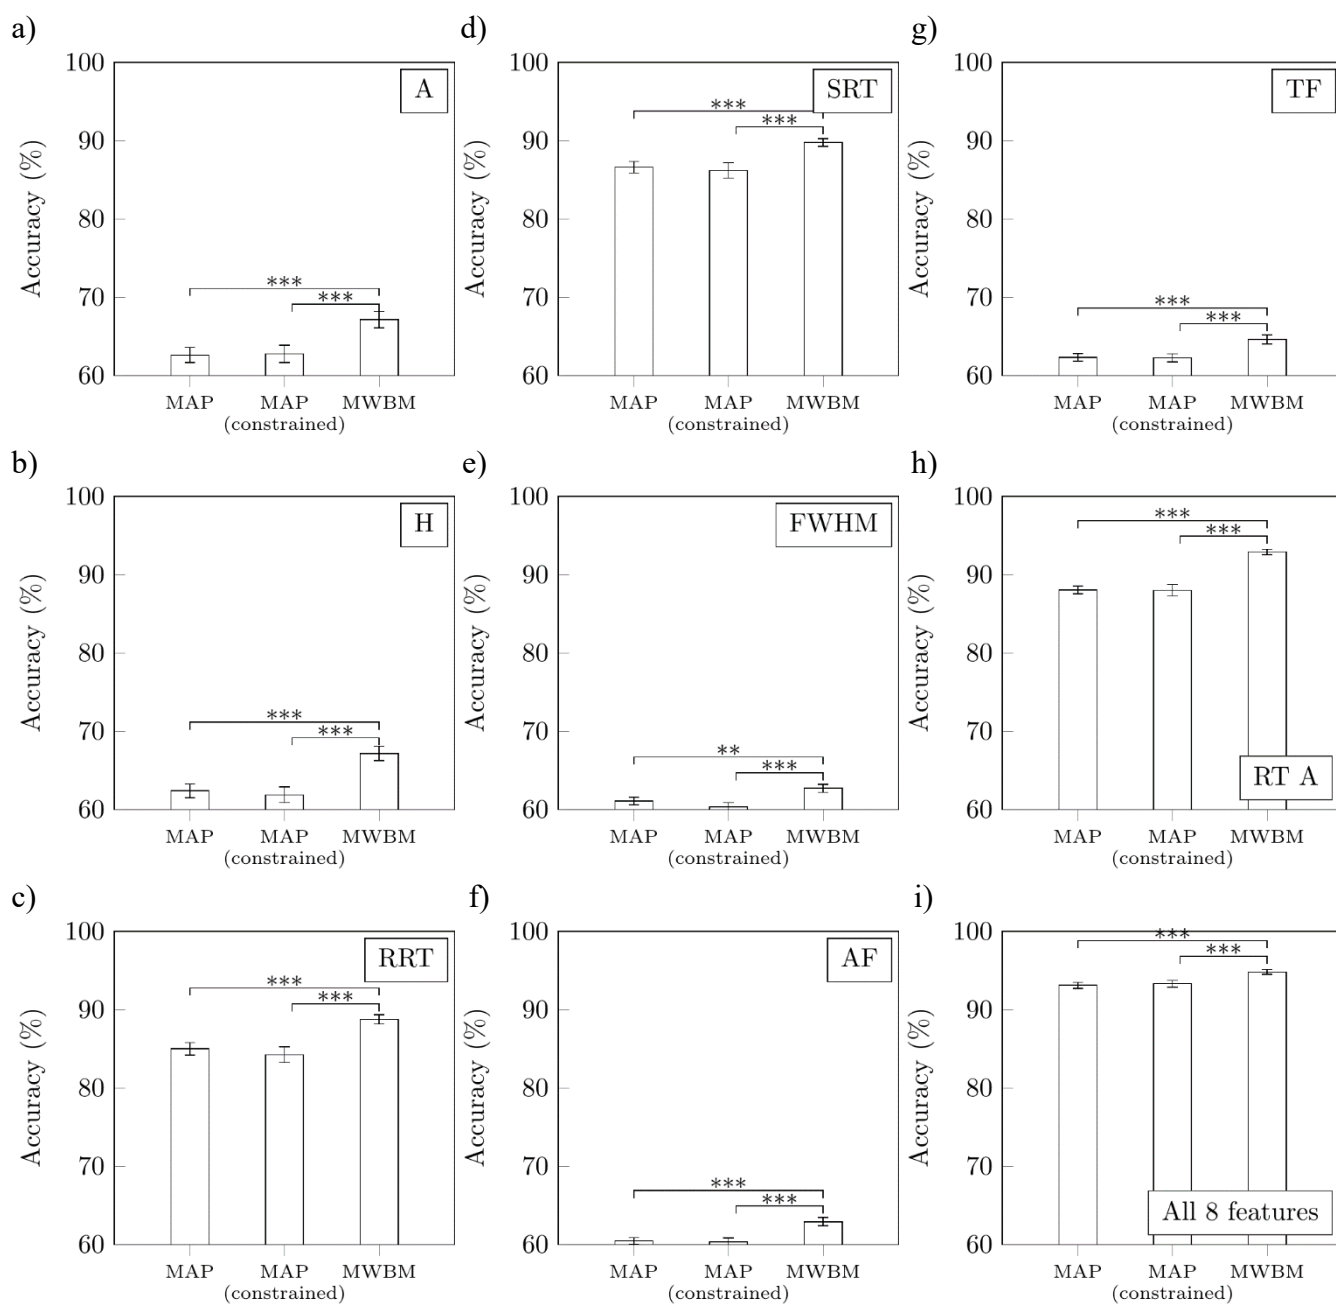 a)
100
90
80
70
60
Accuracy (%)
A
***
***
MAP
MAP
(constrained)
MWBM
d)
100
90
80
70
60
Accuracy (%)
SRT
***
***
MAP
MAP
(constrained)
MWBM
g)
100
90
80
70
60
Accuracy (%)
TF
***
***
MAP
MAP
(constrained)
MWBM
b)
100
90
80
70
60
Accuracy (%)
H
***
***
MAP
MAP
(constrained)
MWBM
e)
100
90
80
70
60
Accuracy (%)
FWHM
**
***
MAP
MAP
(constrained)
MWBM
h)
100
90
80
70
60
Accuracy (%)
***
***
RT A
MAP
MAP
(constrained)
MWBM
c)
100
90
80
70
60
Accuracy (%)
RRT
***
***
MAP
MAP
(constrained)
MWBM
f)
100
90
80
70
60
Accuracy (%)
AF
***
***
MAP
MAP
(constrained)
MWBM
i)
100
90
80
70
60
Accuracy (%)
***
***
All 8 features
MAP
MAP
(constrained)
MWBM